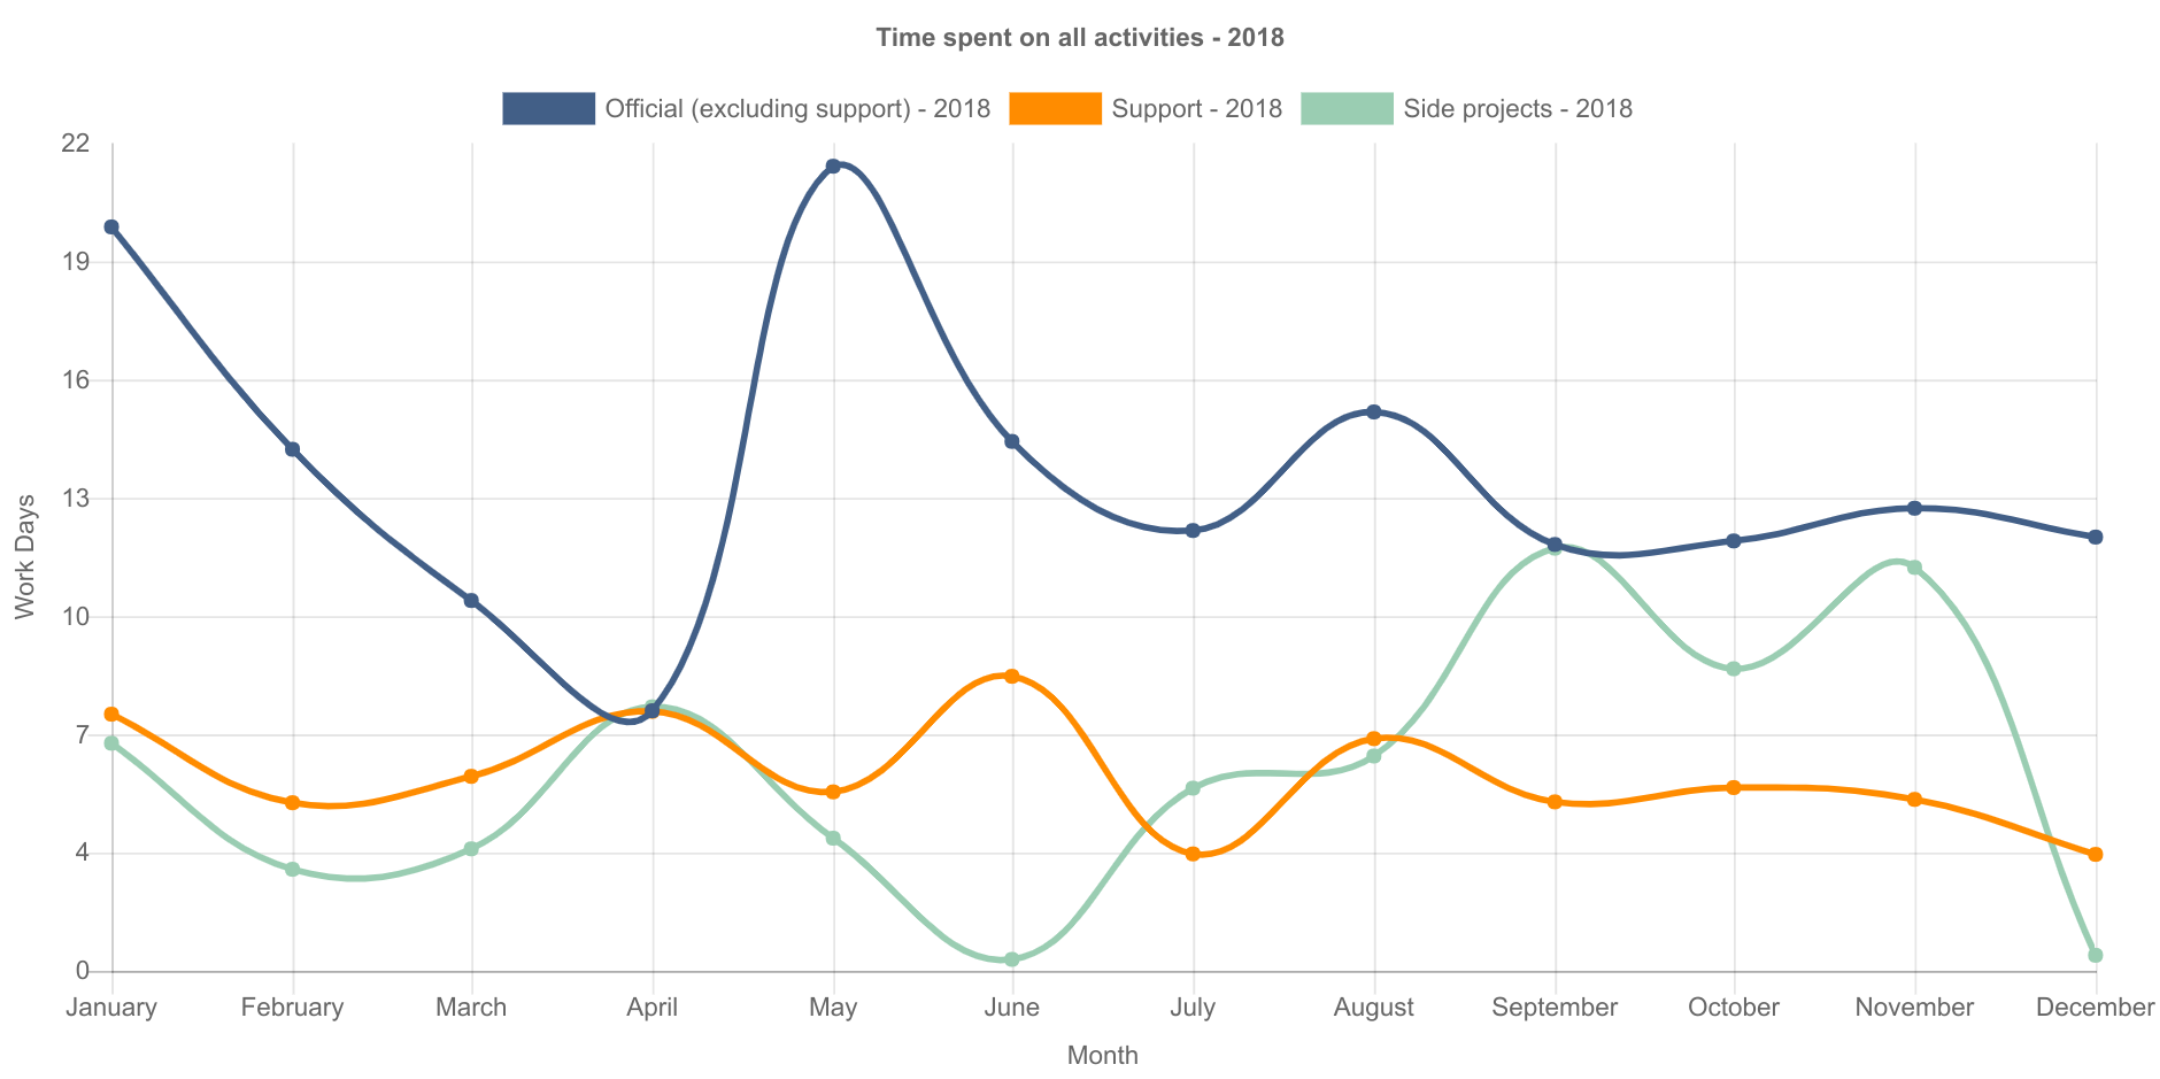 Time spent on all activities - 2018
Official (excluding support) - 2018 Support - 2018 Side projects - 2018
22
19
16
13
10
7
4
0
Work Days
January February March April May June July August September October November December
Month